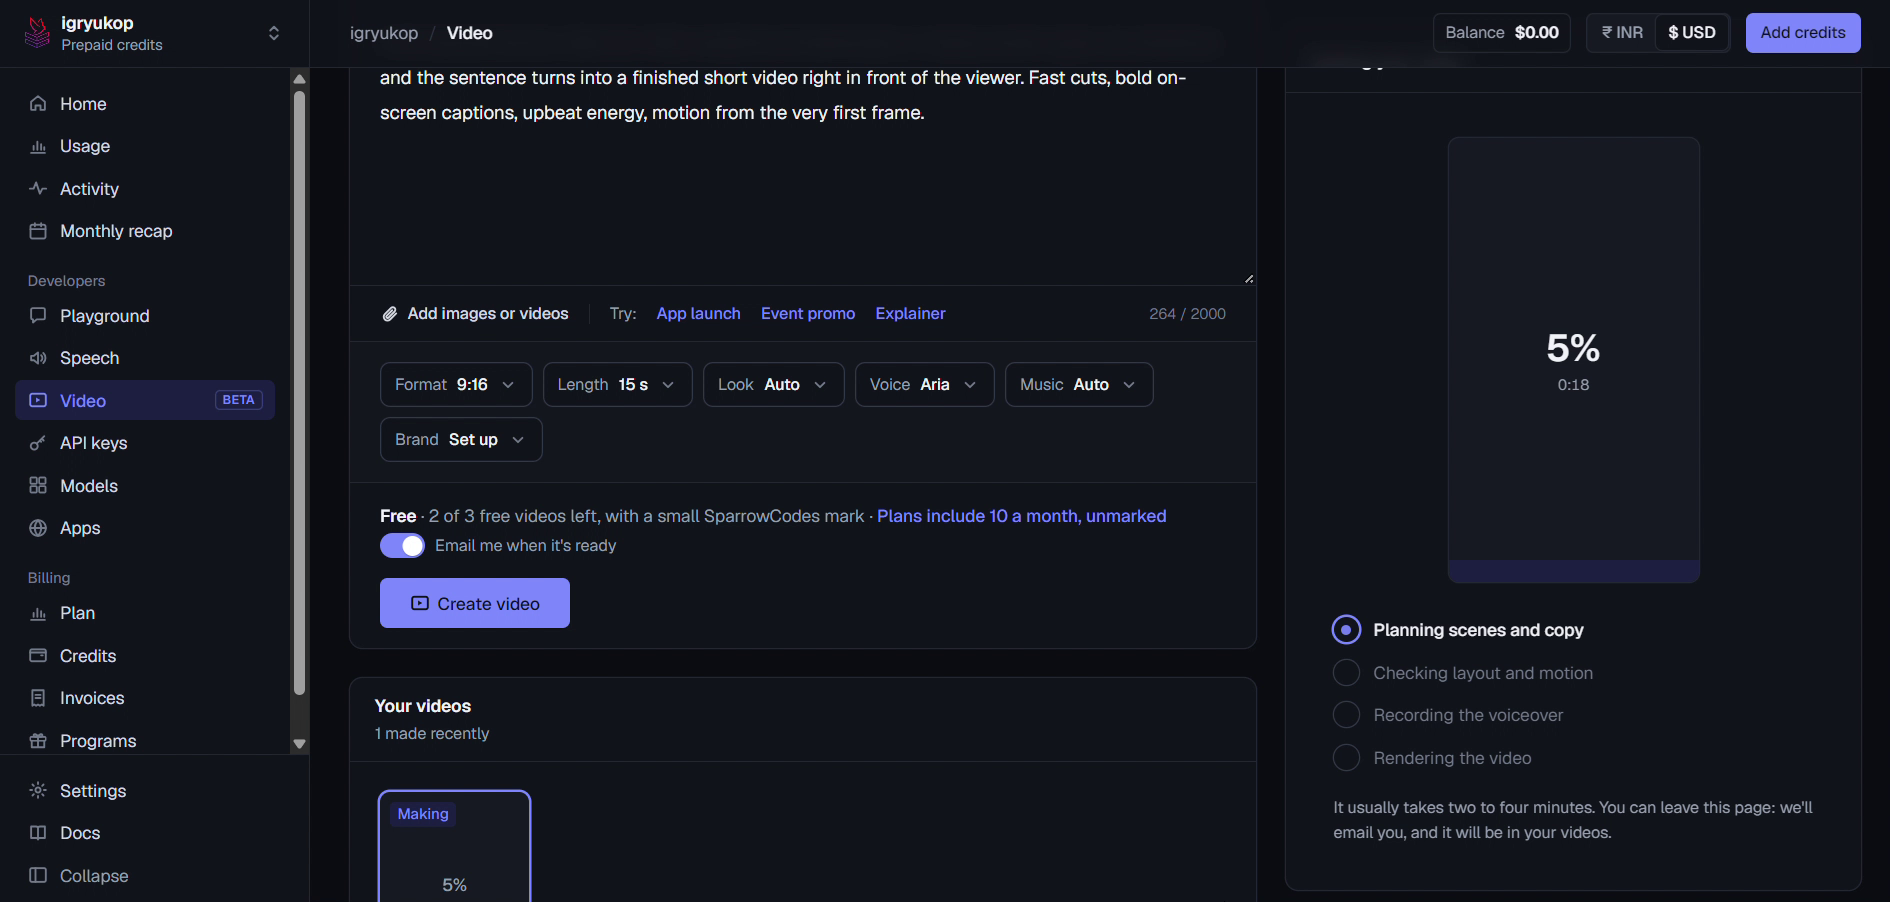 igryukop
Prepaid credits
Home
Usage
Activity
Monthly recap
Developers
Playground
Speech
Video BETA
API keys
Models
Apps
Billing
Plan
Credits
Invoices
Programs
Settings
Docs
Collapse
igryukop / Video
Balance $0.00
₹ INR $ USD
Add credits
and the sentence turns into a finished short video right in front of the viewer. Fast cuts, bold on-
screen captions, upbeat energy, motion from the very first frame.
Add images or videos Try: App launch Event promo Explainer 264 / 2000
Format 9:16 Length 15 s Look Auto Voice Aria Music Auto
Brand Set up
Free · 2 of 3 free videos left, with a small SparrowCodes mark · Plans include 10 a month, unmarked
Email me when it's ready
Create video
Your videos
1 made recently
Making
5%
5%
0:18
Planning scenes and copy
Checking layout and motion
Recording the voiceover
Rendering the video
It usually takes two to four minutes. You can leave this page: we'll
email you, and it will be in your videos.